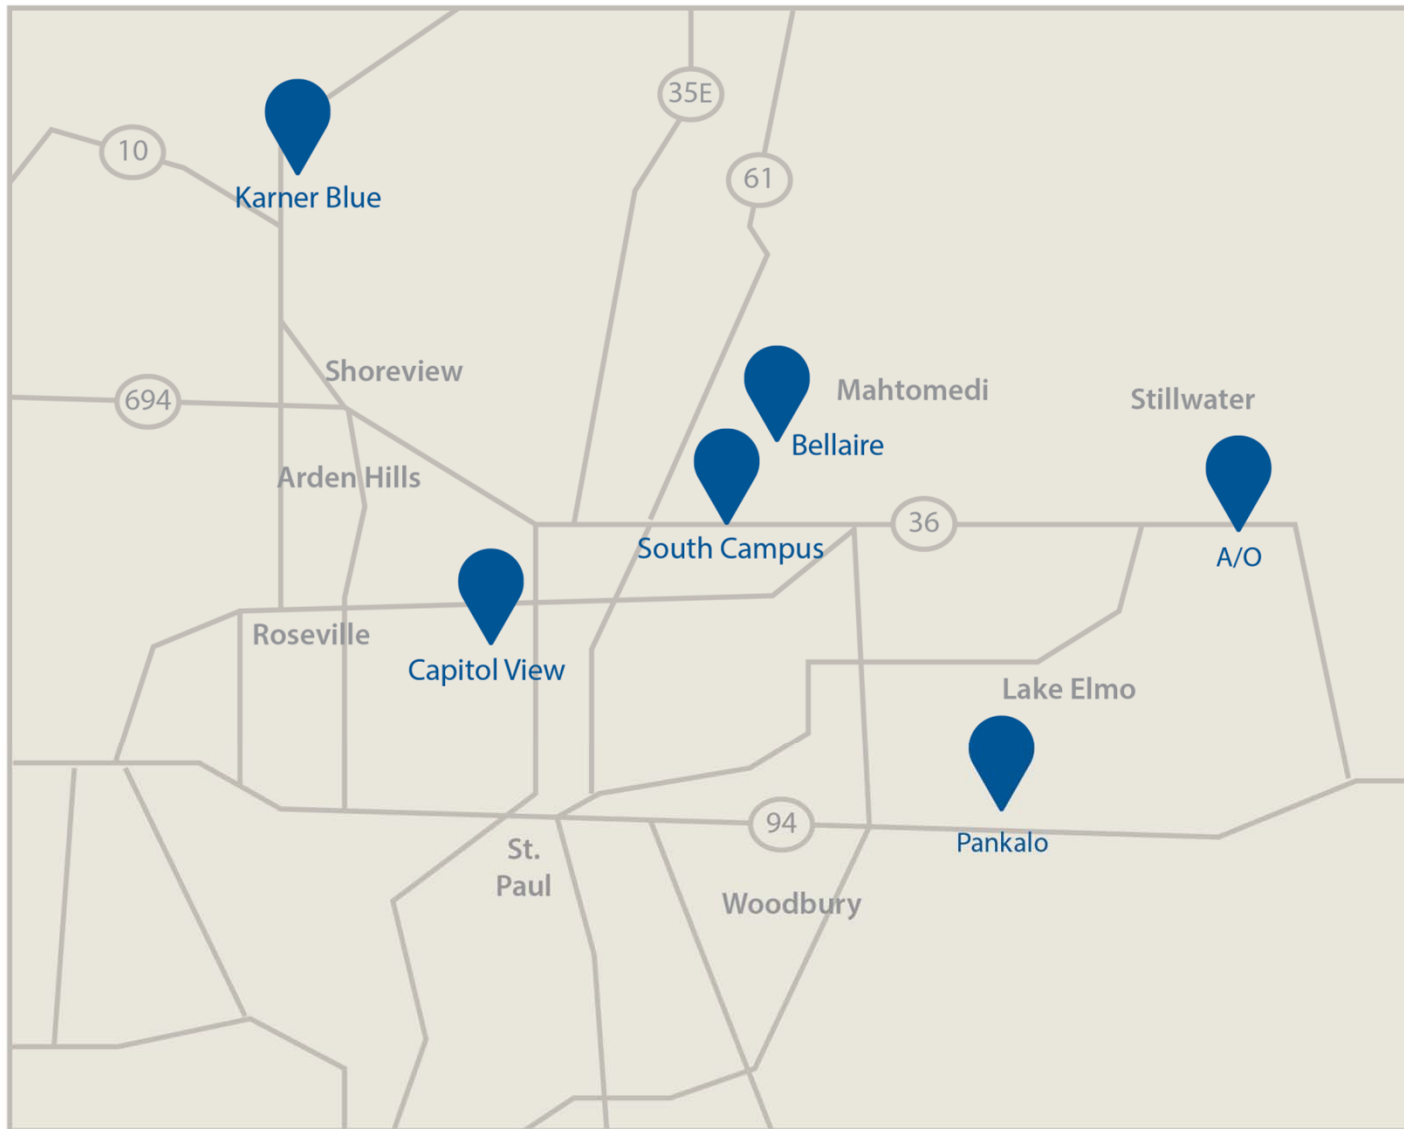 35E
10
61
Karner Blue
Shoreview
Mahtomedi
694
Stillwater
Bellaire
Arden Hills
36
South Campus
A/O
Roseville
Capitol View
Lake Elmo
94
Pankalo
St.
Paul
Woodbury